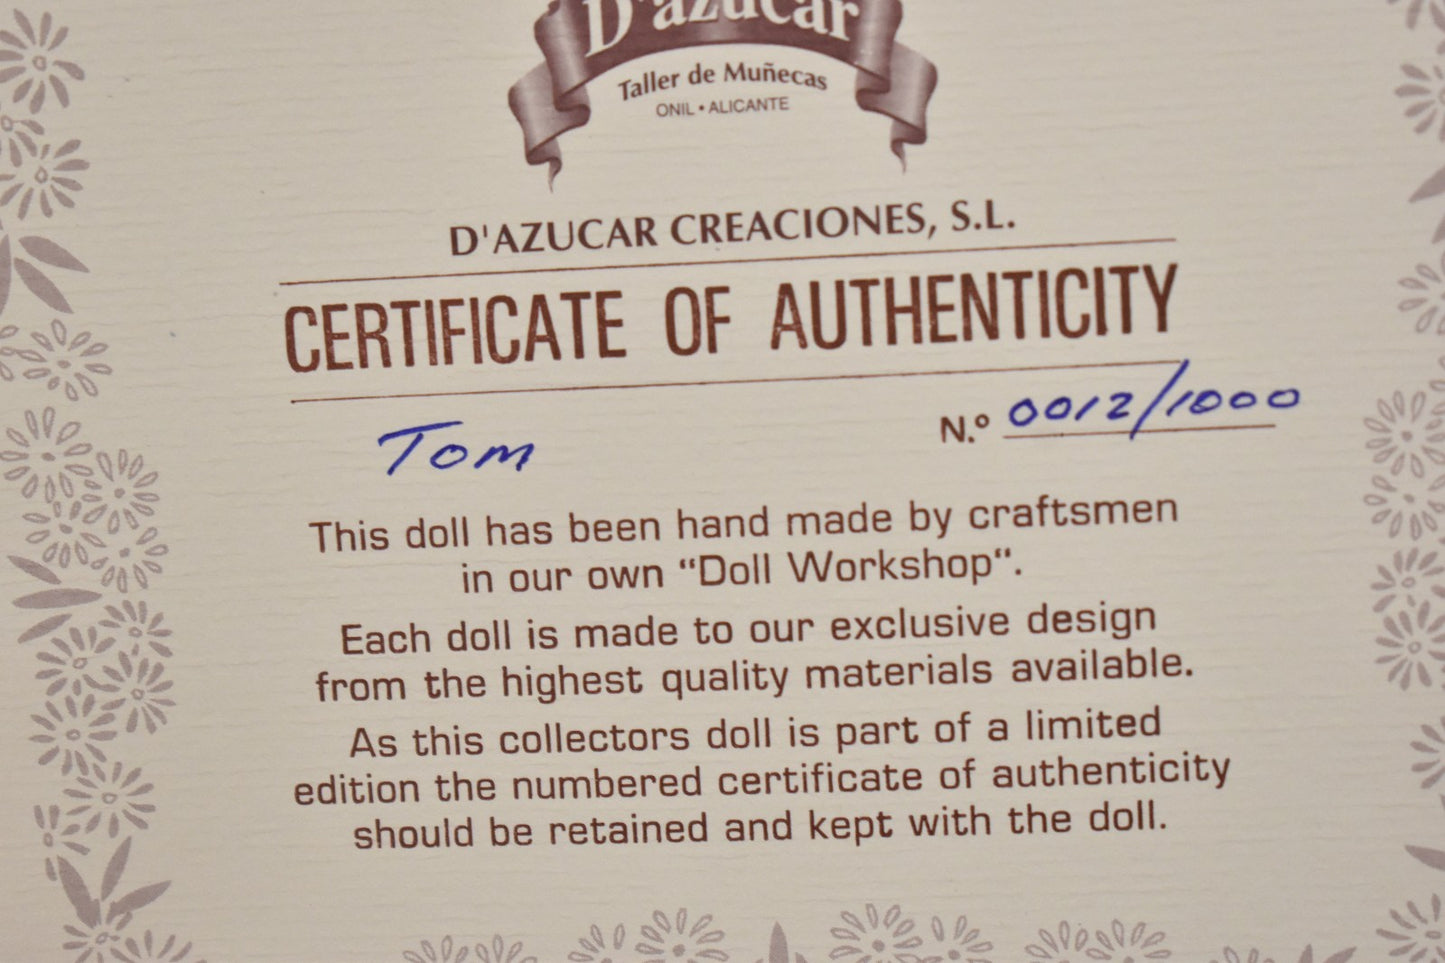 D'azucar
Taller de Muñecas
ONIL • ALICANTE
D'AZUCAR CREACIONES, S.L.
CERTIFICATE OF AUTHENTICITY
Tom
N.º 0012/1000
This doll has been hand made by craftsmen
in our own “Doll Workshop“.
Each doll is made to our exclusive design
from the highest quality materials available.
As this collectors doll is part of a limited
edition the numbered certificate of authenticity
should be retained and kept with the doll.